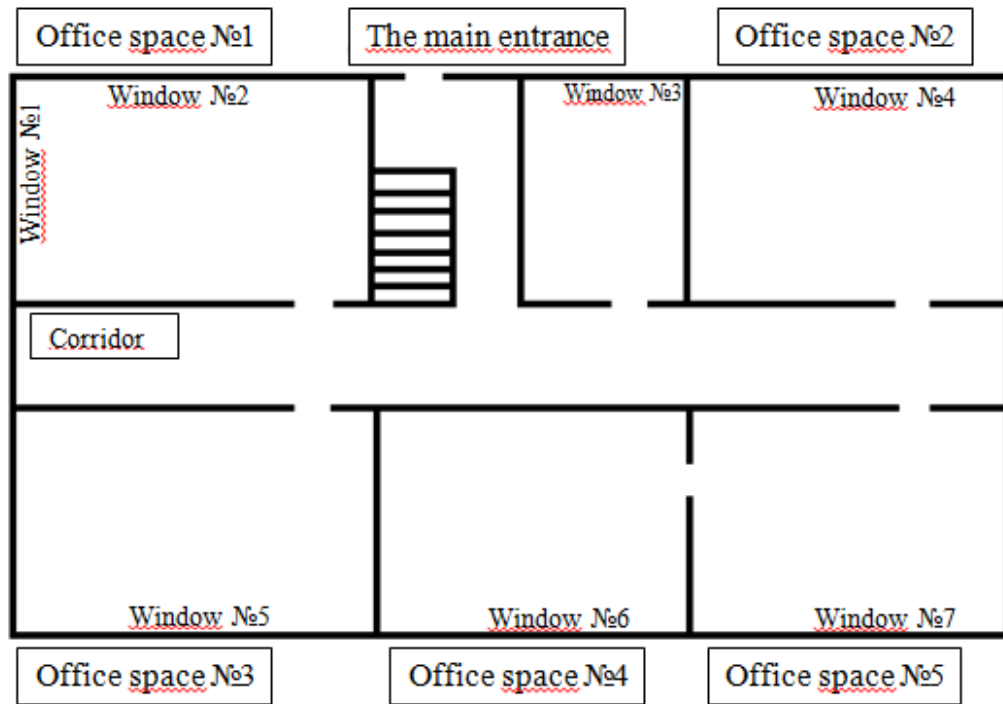 Office space №1
The main entrance
Office space №2
Window №2
Window №3
Window №4
Window №1
Corridor
Window №5
Window №6
Window №7
Office space №3
Office space №4
Office space №5